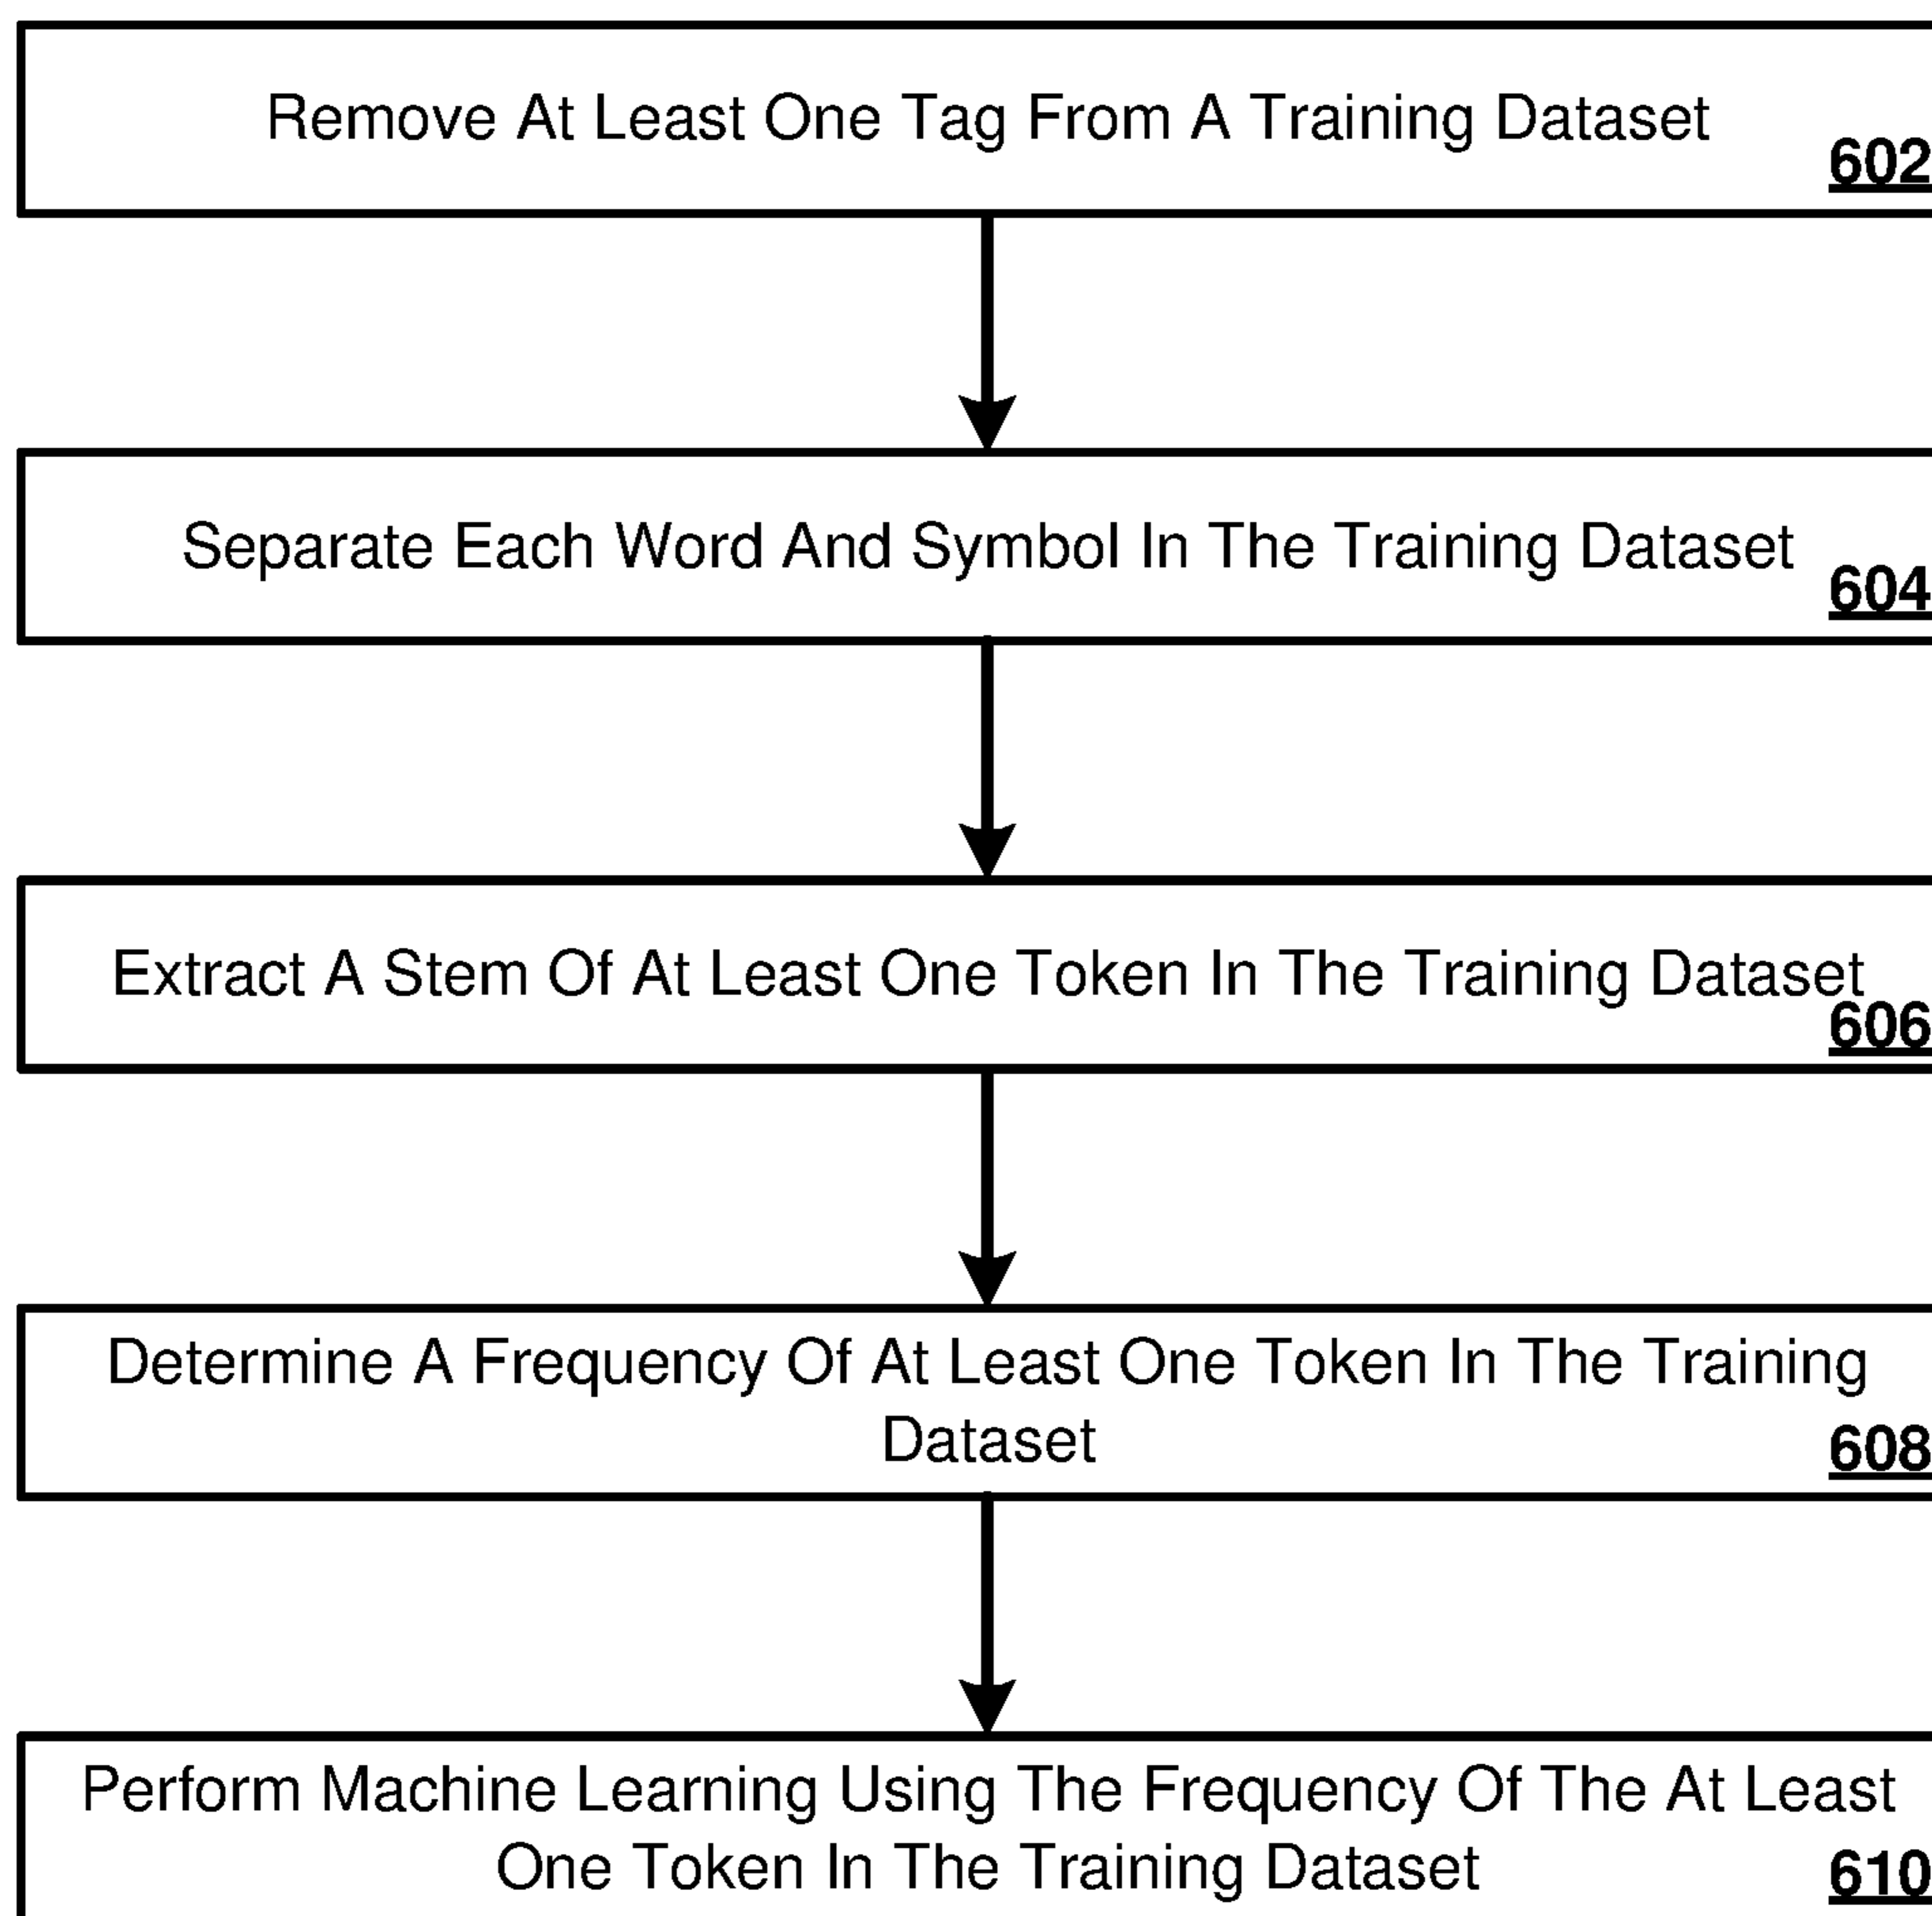 Remove At Least One Tag From A Training Dataset
602
Separate Each Word And Symbol In The Training Dataset
604
Extract A Stem Of At Least One Token In The Training Dataset
606
Determine A Frequency Of At Least One Token In The Training
Dataset
608
Perform Machine Learning Using The Frequency Of The At Least
One Token In The Training Dataset
610